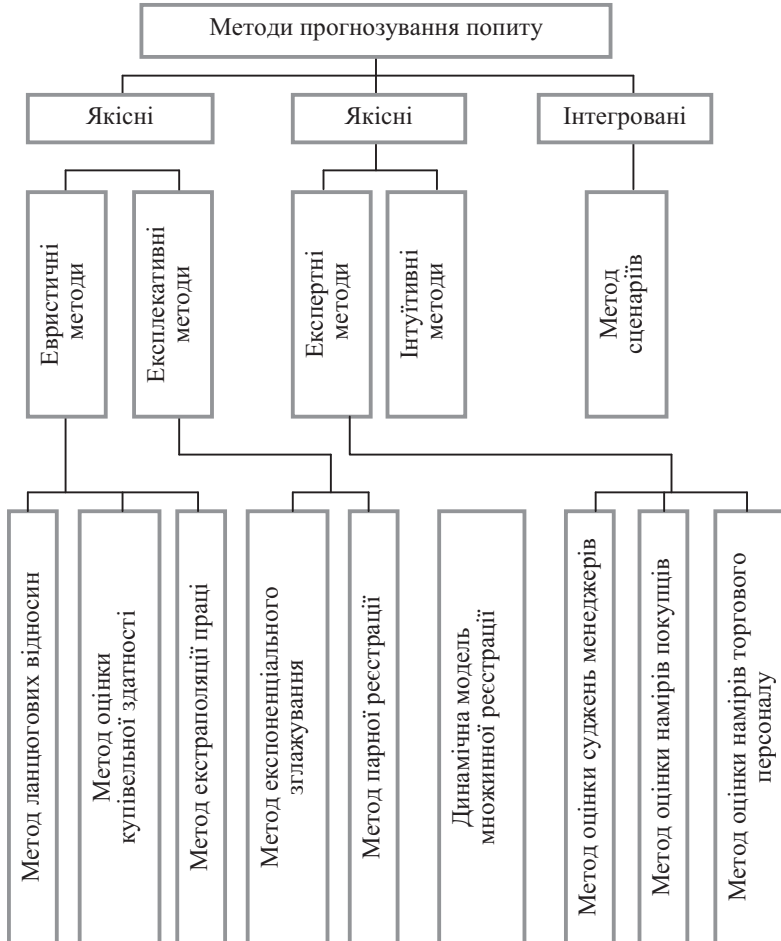 Методи прогнозування попиту
Якісні
Якісні
Інтегровані
Евристичні
методи
Експлекативні
методи
Експертні
методи
Інтуїтивні
методи
Метод
сценаріїв
Метод ланцюгових відносин
Метод оцінки
купівельної здатності
Метод екстраполяції праці
Метод експоненціального
зглажування
Метод парної реєстрації
Динамічна модель
множинної реєстрації
Метод оцінки суджень менеджерів
Метод оцінки намірів покупців
Метод оцінки намірів торгового
персоналу